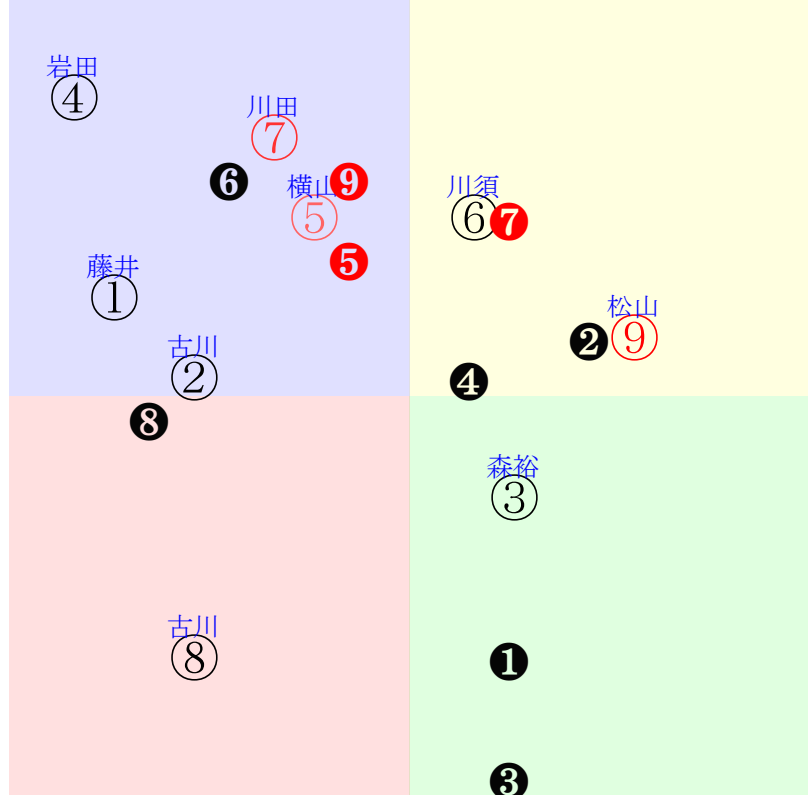 岩田
④
川田
⑦
❻
横山
❾
⑤
❺
川須
⑥
❼
藤井
①
古川
②
松山
❷
⑨
❹
❽
森裕
③
古川
⑧
❶
❸